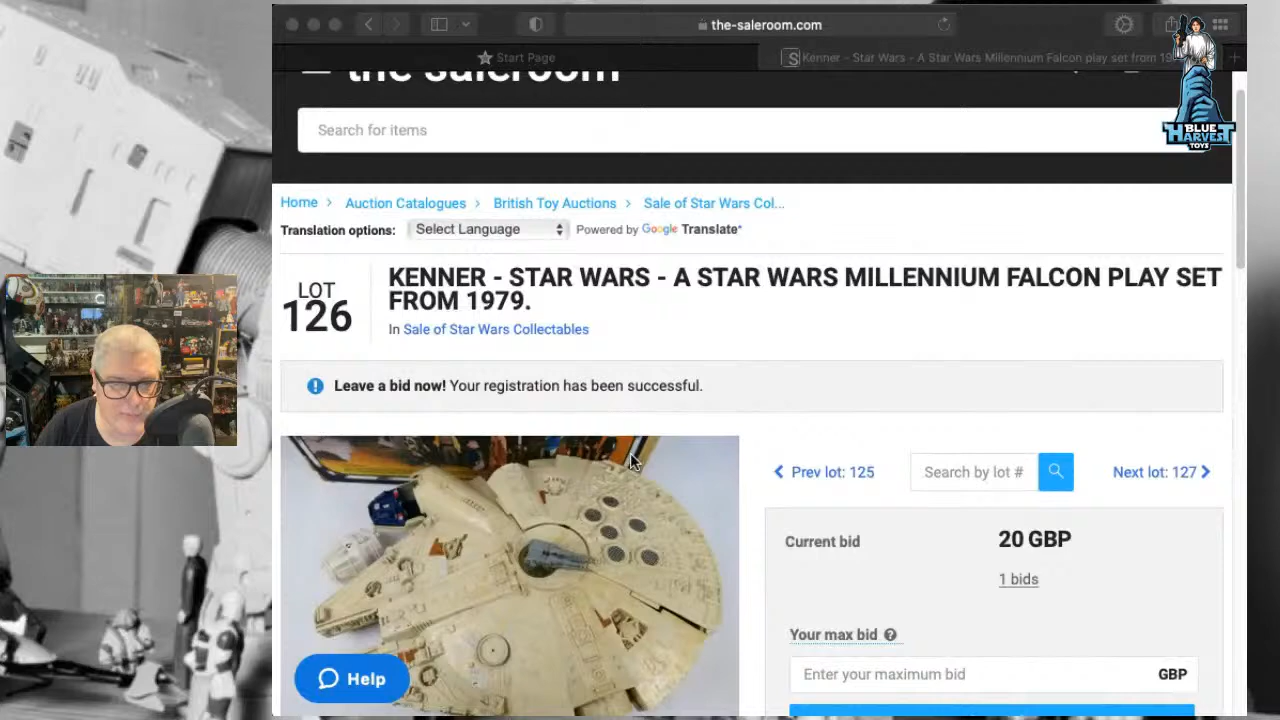 the-saleroom.com
Start Page
Kenner - Star Wars - A Star Wars Millennium Falcon play set from 19
the saleroom
Search for items
BLUE
HARVEST
TOYS
Home > Auction Catalogues > British Toy Auctions > Sale of Star Wars Col...
Translation options: Select Language Powered by Google Translate*
LOT
126
KENNER - STAR WARS - A STAR WARS MILLENNIUM FALCON PLAY SET
FROM 1979.
In Sale of Star Wars Collectables
Leave a bid now! Your registration has been successful.
Prev lot: 125
Search by lot #
Next lot: 127
Current bid
20 GBP
1 bids
Your max bid
Enter your maximum bid
GBP
Help